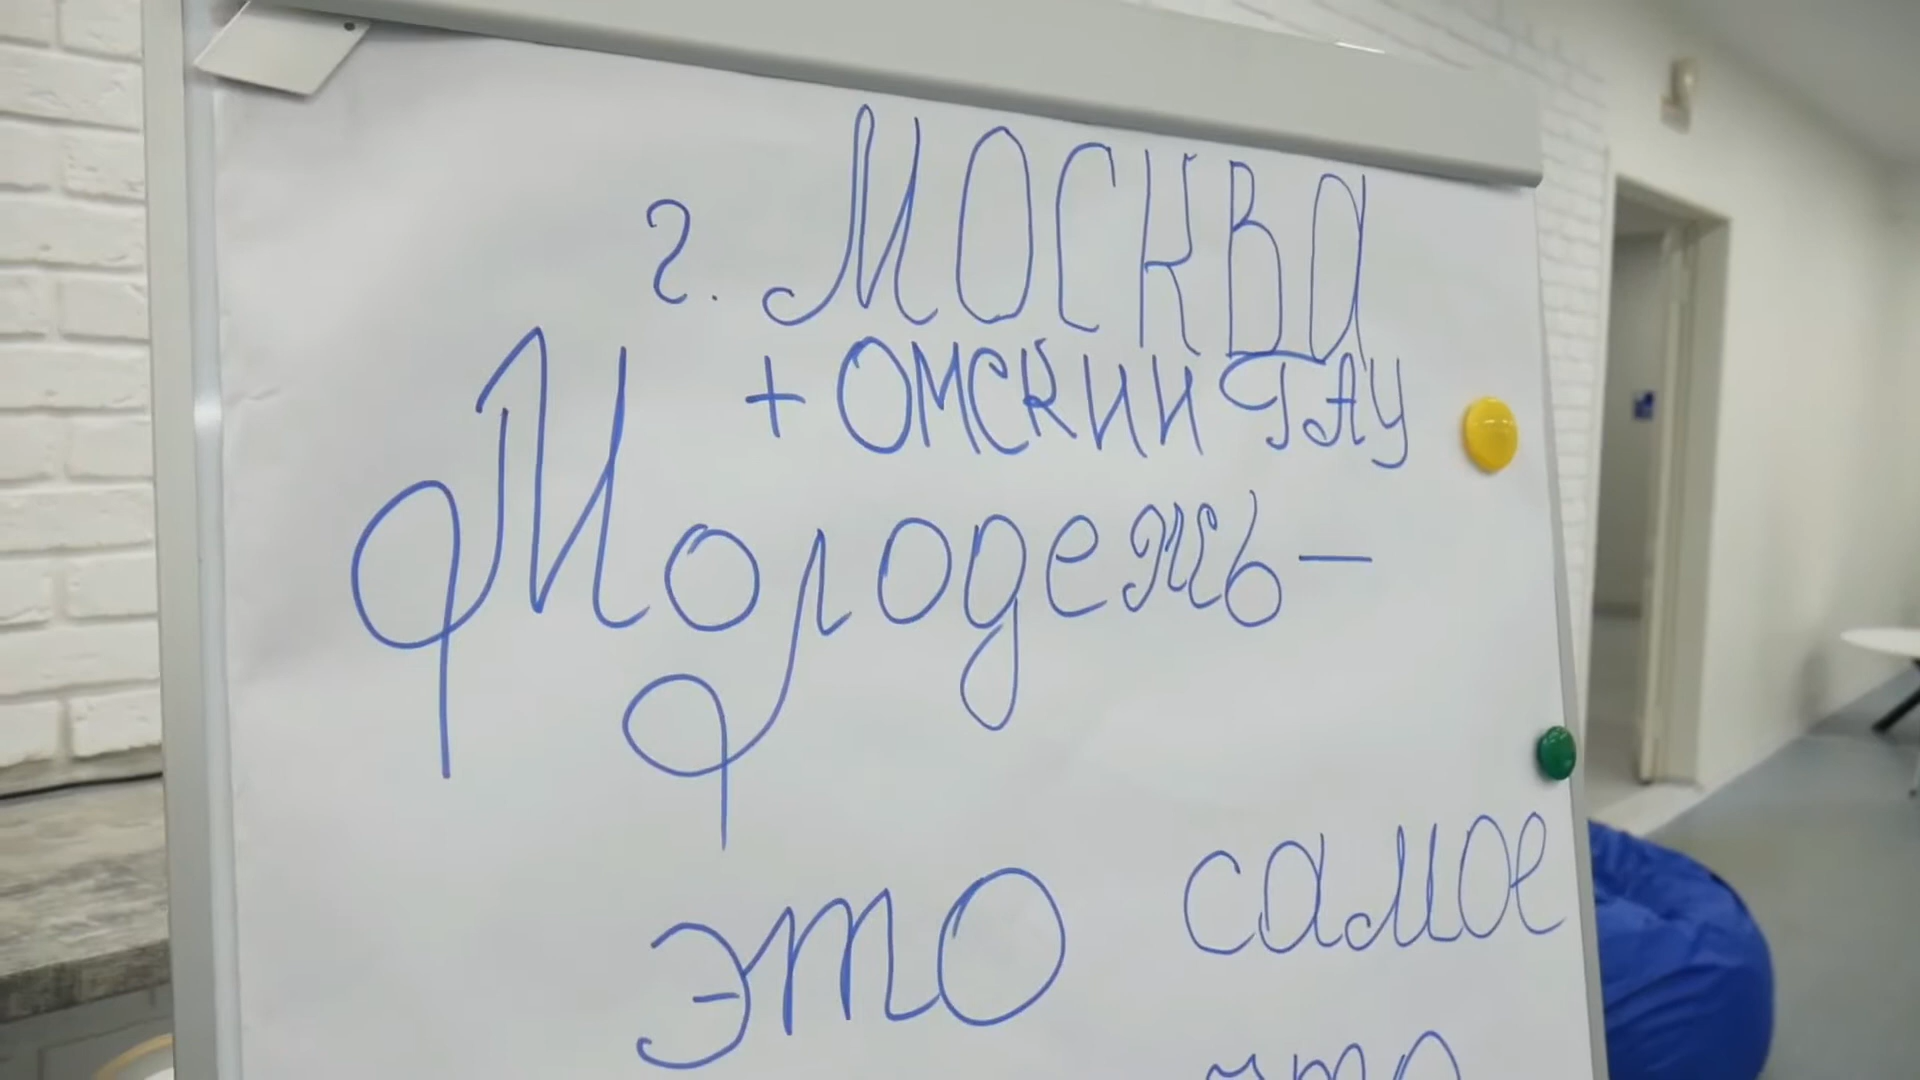 г. МОСКВА
+ ОМСКИЙ ГАУ
Молодежь —
это самое